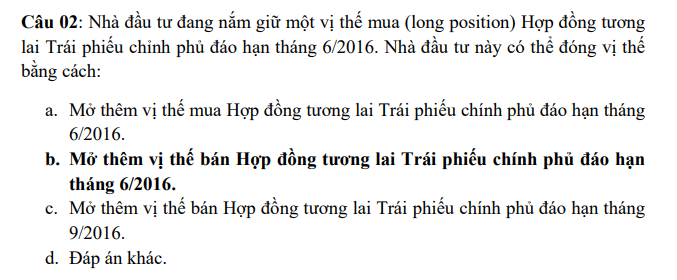 Câu 02: Nhà đầu tư đang nắm giữ một vị thế mua (long position) Hợp đồng tương
lai Trái phiếu chỉnh phủ đáo hạn tháng 6/2016. Nhà đầu tư này có thể đóng vị thế
bằng cách:
a. Mở thêm vị thế mua Hợp đồng tương lai Trái phiếu chính phủ đáo hạn tháng
6/2016.
b. Mở thêm vị thế bán Hợp đồng tương lai Trái phiếu chính phủ đáo hạn
tháng 6/2016.
c. Mở thêm vị thế bán Hợp đồng tương lai Trái phiếu chính phủ đáo hạn tháng
9/2016.
d. Đáp án khác.